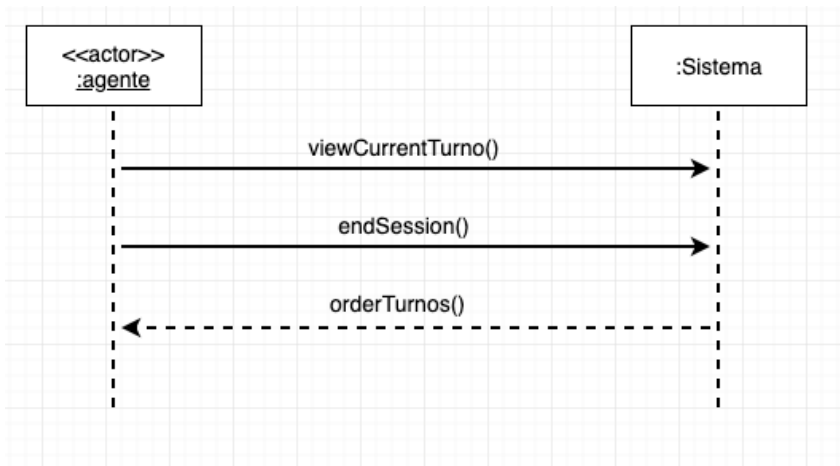 <<actor>>
:agente
:Sistema
viewCurrentTurno()
endSession()
orderTurnos()